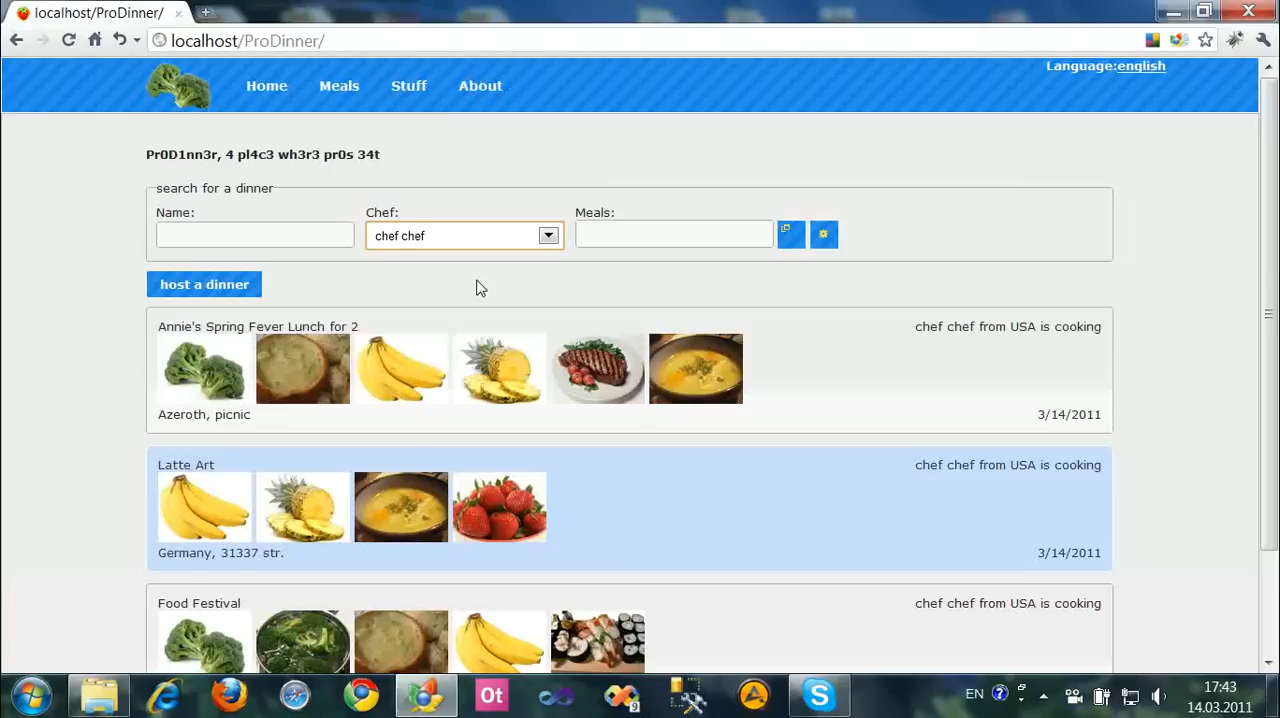 localhost/ProDinner/
localhost/ProDinner/
Language:english
Home Meals Stuff About
Pr0D1nn3r, 4 pl4c3 wh3r3 pr0s 34t
search for a dinner
Name: Chef: Meals:
chef chef
host a dinner
Annie's Spring Fever Lunch for 2 chef chef from USA is cooking
Azeroth, picnic 3/14/2011
Latte Art chef chef from USA is cooking
Germany, 31337 str. 3/14/2011
Food Festival chef chef from USA is cooking
Ot
9
EN
17:43
14.03.2011